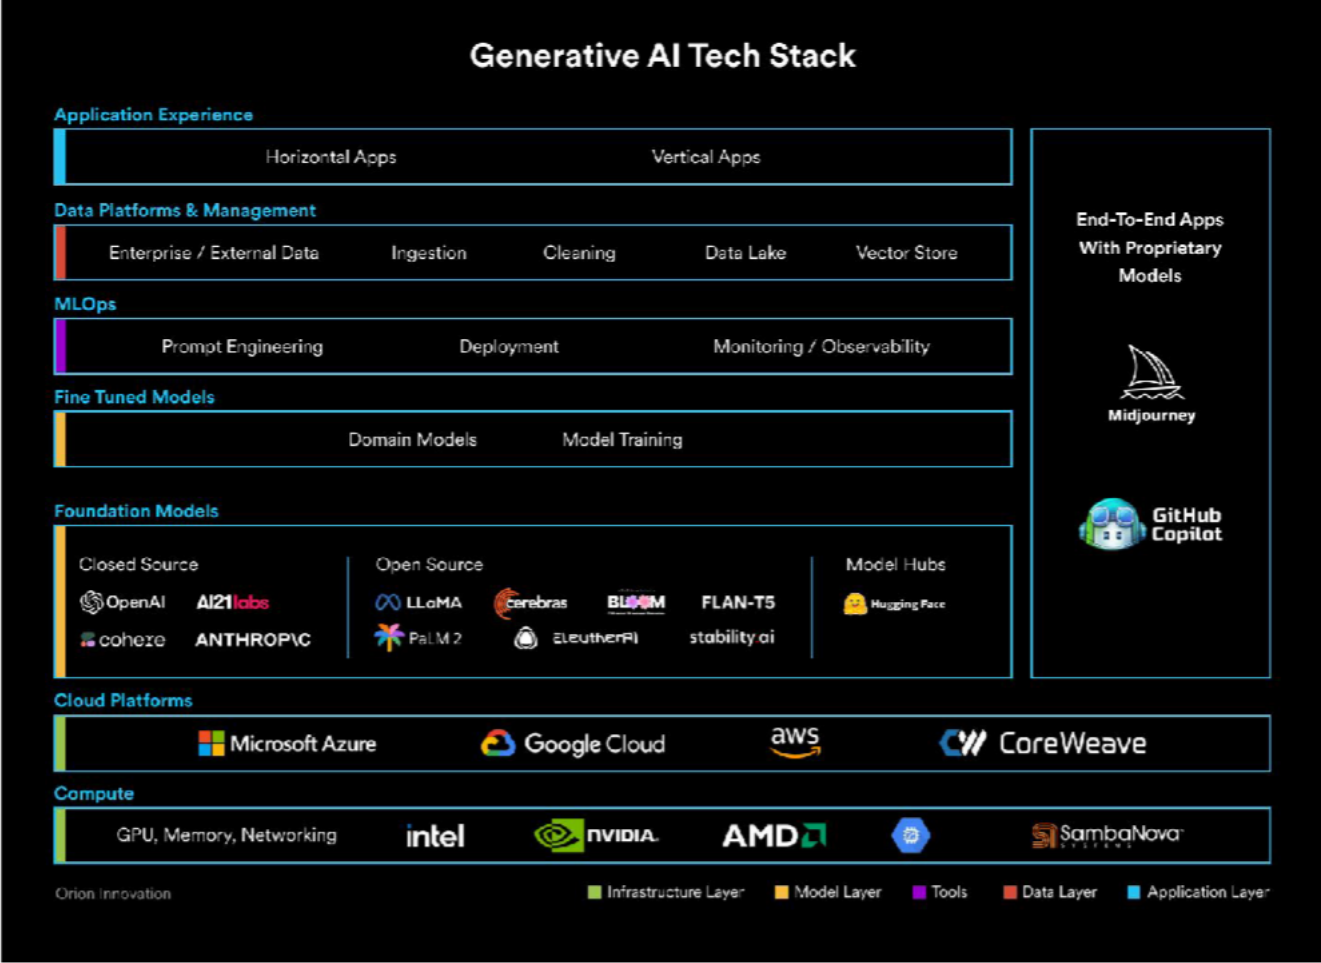 Generative AI Tech Stack
Application Experience
Horizontal Apps Vertical Apps
Data Platforms & Management
Enterprise / External Data Ingestion Cleaning Data Lake Vector Store
MLOps
Prompt Engineering Deployment Monitoring / Observability
Fine Tuned Models
Domain Models Model Training
End-To-End Apps
With Proprietary
Models
Midjourney
GitHub
Copilot
Foundation Models
Closed Source Open Source Model Hubs
OpenAI AI21labs LLaMA cerebras BLOOM FLAN-T5 Hugging Face
cohere ANTHROP\C PaLM 2 EleutherAI stability.ai
Cloud Platforms
Microsoft Azure Google Cloud aws CoreWeave
Compute
GPU, Memory, Networking intel NVIDIA. AMD SambaNova
SYSTEMS
Orion Innovation Infrastructure Layer Model Layer Tools Data Layer Application Layer